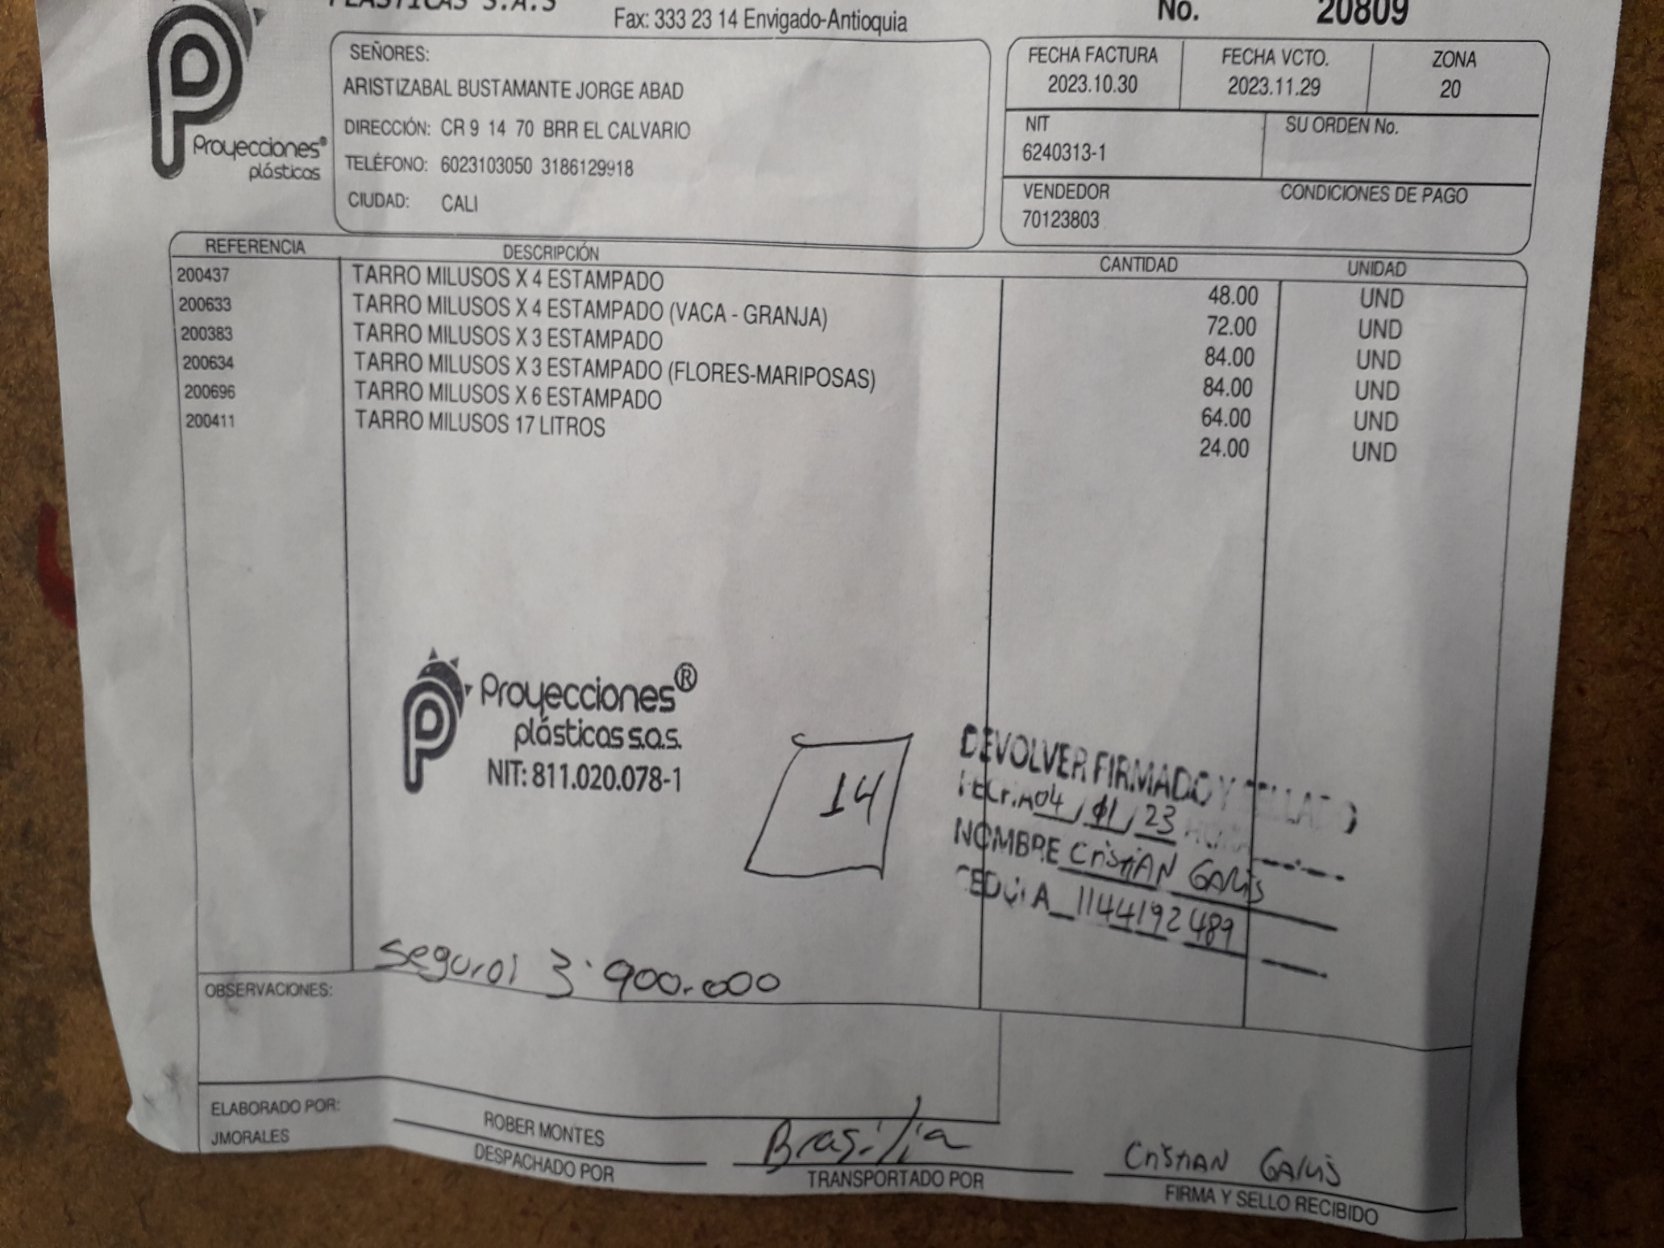 PLASTICAS S.A.S
Fax: 333 23 14 Envigado-Antioquia
No. 20809
Proyecciones®
plásticas
SEÑORES:
ARISTIZABAL BUSTAMANTE JORGE ABAD
DIRECCIÓN: CR 9 14 70 BRR EL CALVARIO
TELÉFONO: 6023103050 3186129918
CIUDAD: CALI
FECHA FACTURA FECHA VCTO. ZONA
2023.10.30 2023.11.29 20
NIT SU ORDEN No.
6240313-1
VENDEDOR CONDICIONES DE PAGO
70123803
REFERENCIA DESCRIPCIÓN CANTIDAD UNIDAD
200437 TARRO MILUSOS X 4 ESTAMPADO 48.00 UND
200633 TARRO MILUSOS X 4 ESTAMPADO (VACA - GRANJA) 72.00 UND
200383 TARRO MILUSOS X 3 ESTAMPADO 84.00 UND
200634 TARRO MILUSOS X 3 ESTAMPADO (FLORES-MARIPOSAS) 84.00 UND
200696 TARRO MILUSOS X 6 ESTAMPADO 64.00 UND
200411 TARRO MILUSOS 17 LITROS 24.00 UND
Proyecciones®
plásticas s.a.s.
NIT: 811.020.078-1
14
DEVOLVER FIRMADO Y SELLADO
FECHA 04/11/23 HORA
NOMBRE Cristian
CEDULA 1144192489
3'900.000
OBSERVACIONES:
ELABORADO POR:
JMORALES
ROBER MONTES
DESPACHADO POR
Brasilia
TRANSPORTADO POR
Cristian
FIRMA Y SELLO RECIBIDO